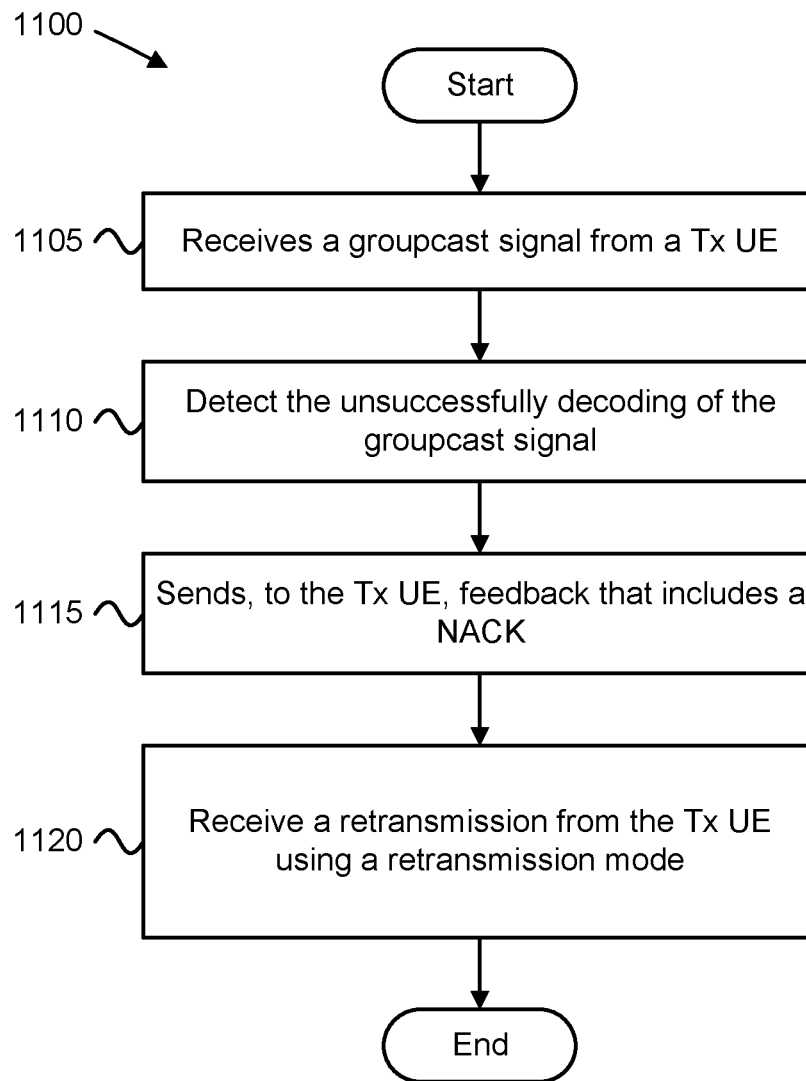 1100
Start
1105
Receives a groupcast signal from a Tx UE
1110
Detect the unsuccessfully decoding of the
groupcast signal
1115
Sends, to the Tx UE, feedback that includes a
NACK
1120
Receive a retransmission from the Tx UE
using a retransmission mode
End